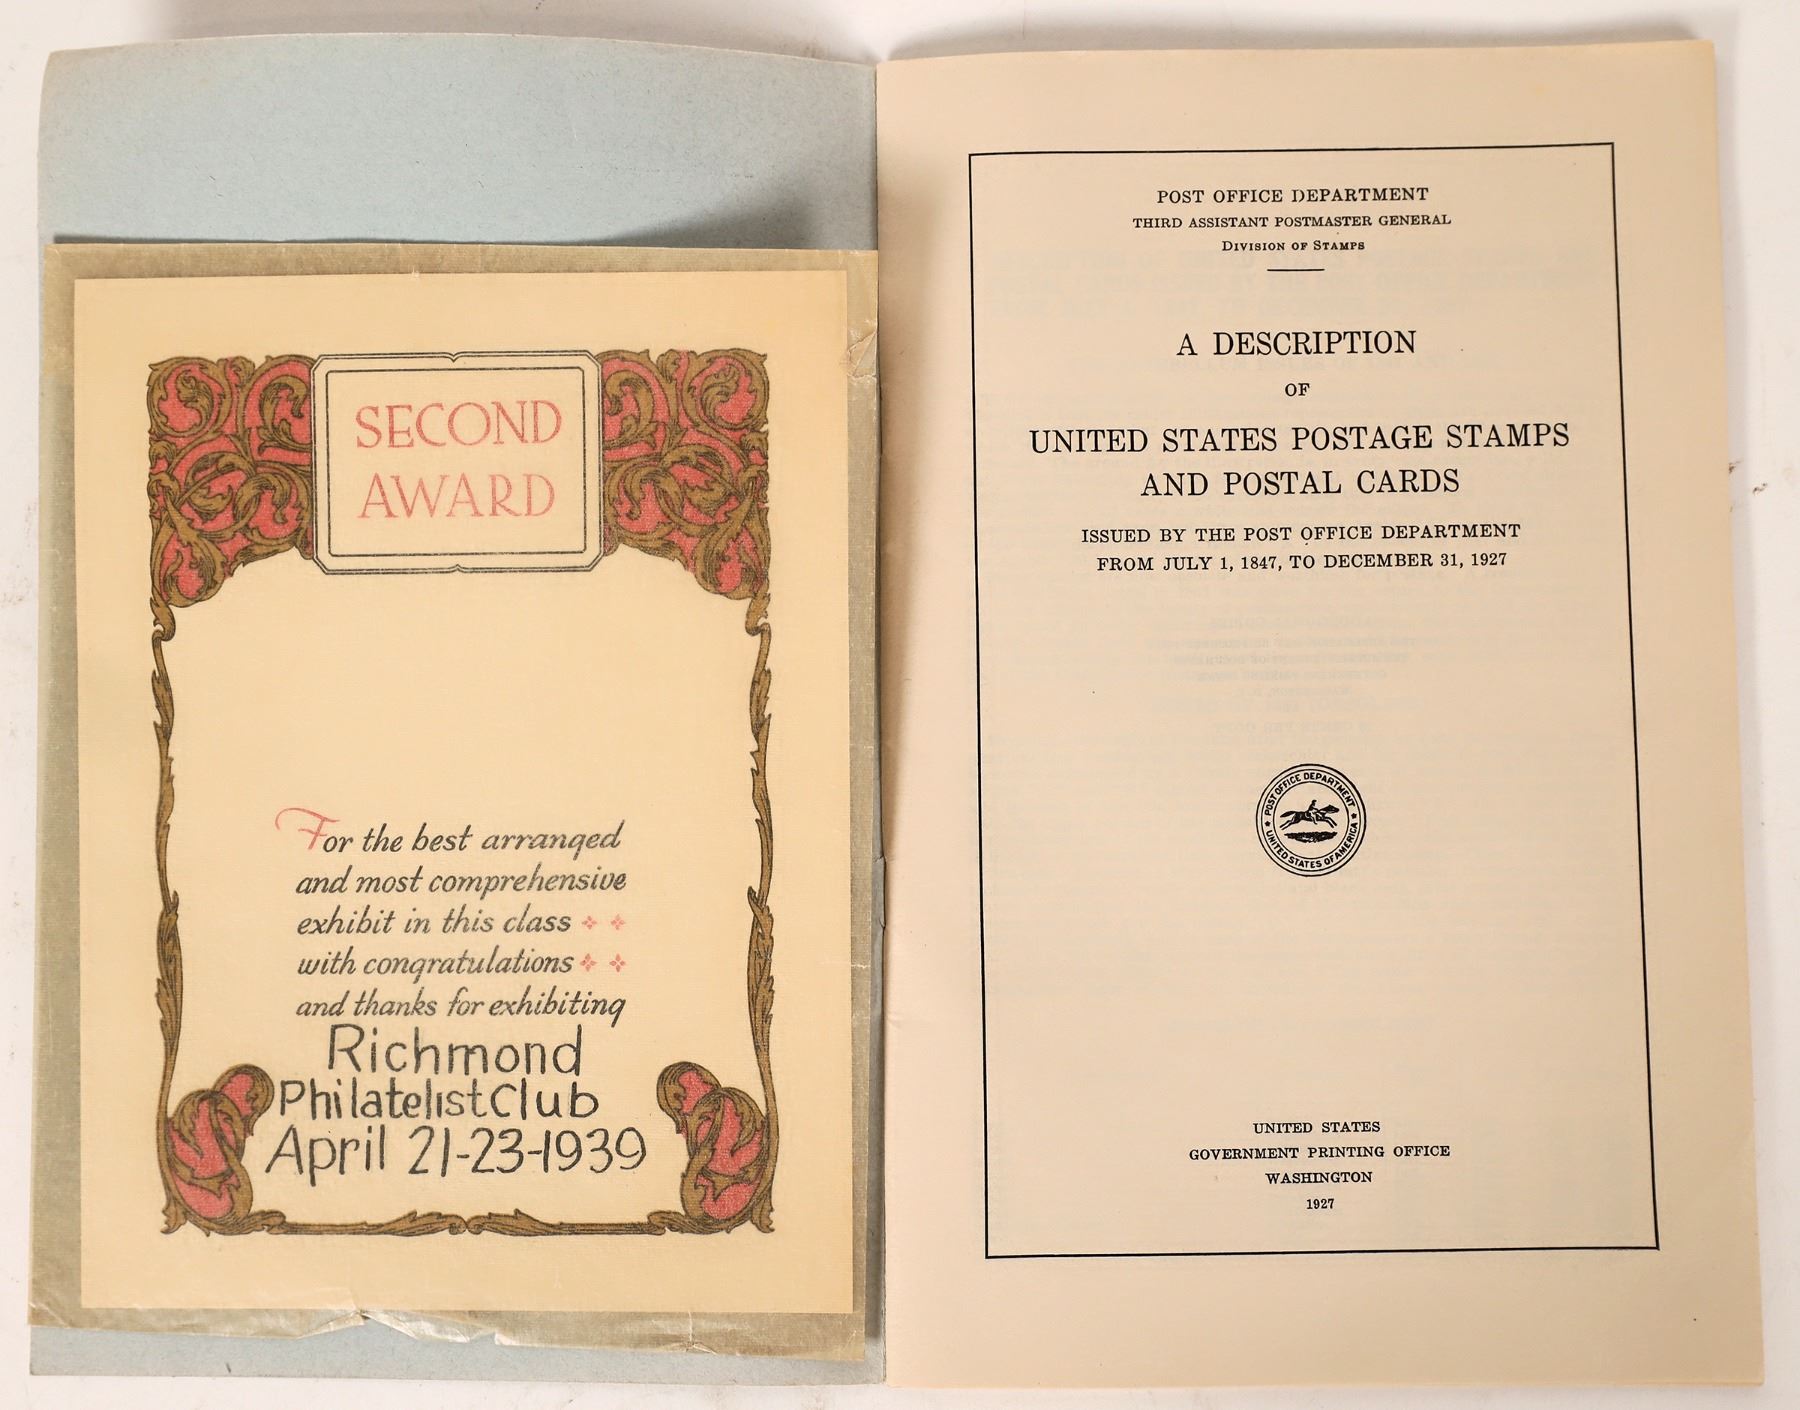 SECOND
AWARD
For the best arranged
and most comprehensive
exhibit in this class
with congratulations
and thanks for exhibiting
Richmond
Philatelist Club
April 21-23-1939
POST OFFICE DEPARTMENT
THIRD ASSISTANT POSTMASTER GENERAL
DIVISION OF STAMPS
A DESCRIPTION
OF
UNITED STATES POSTAGE STAMPS
AND POSTAL CARDS
ISSUED BY THE POST OFFICE DEPARTMENT
FROM JULY 1, 1847, TO DECEMBER 31, 1927
POST OFFICE DEPARTMENT
UNITED STATES OF AMERICA
UNITED STATES
GOVERNMENT PRINTING OFFICE
WASHINGTON
1927